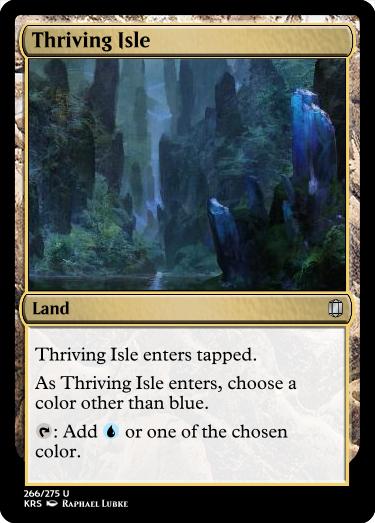 Thriving Isle
Land
Thriving Isle enters tapped.
As Thriving Isle enters, choose a
color other than blue.
: Add or one of the chosen
color.
266/275 U
KRS RAPHAEL LUBKE